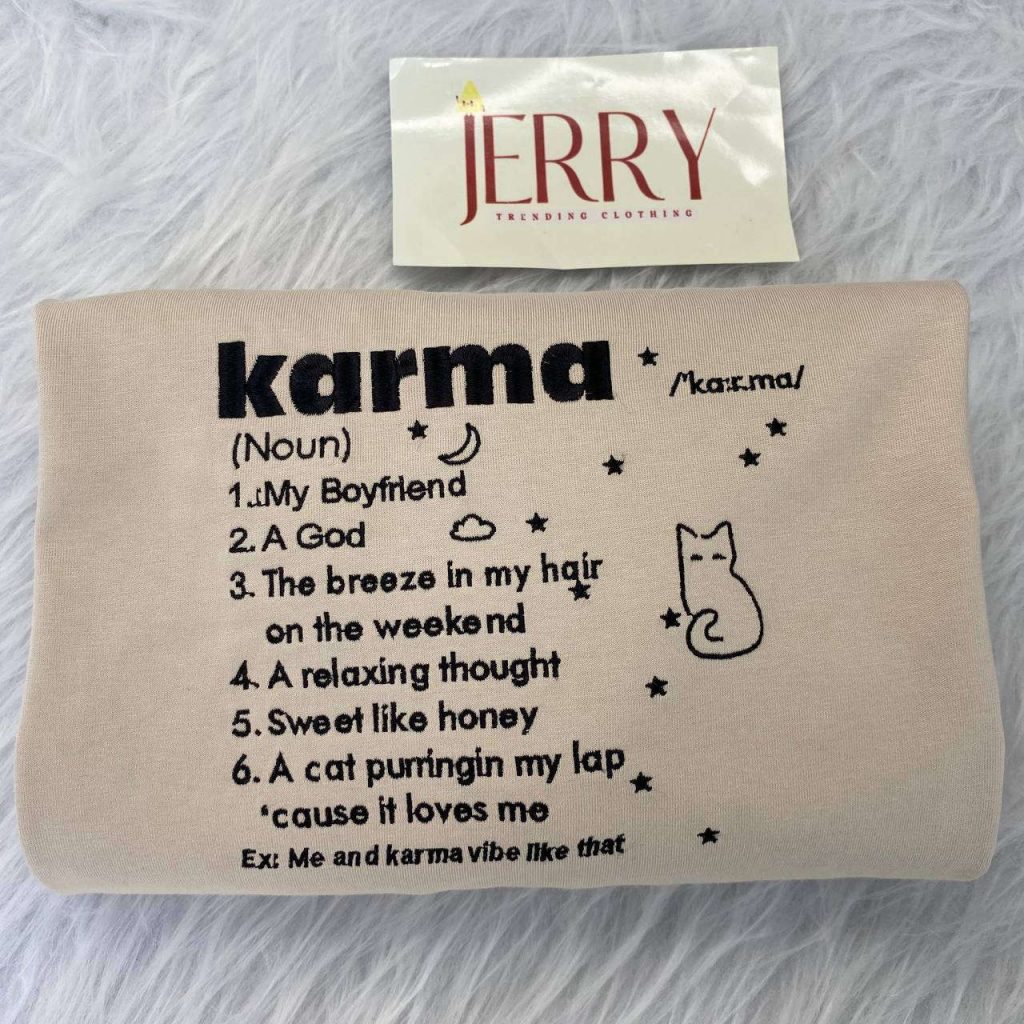 JERRY
TRENDING CLOTHING
karma /'ka:r.ma/
(Noun)
1. My Boyfriend
2. A God
3. The breeze in my hair
on the weekend
4. A relaxing thought
5. Sweet like honey
6. A cat purringin my lap
'cause it loves me
Ex: Me and karma vibe like that